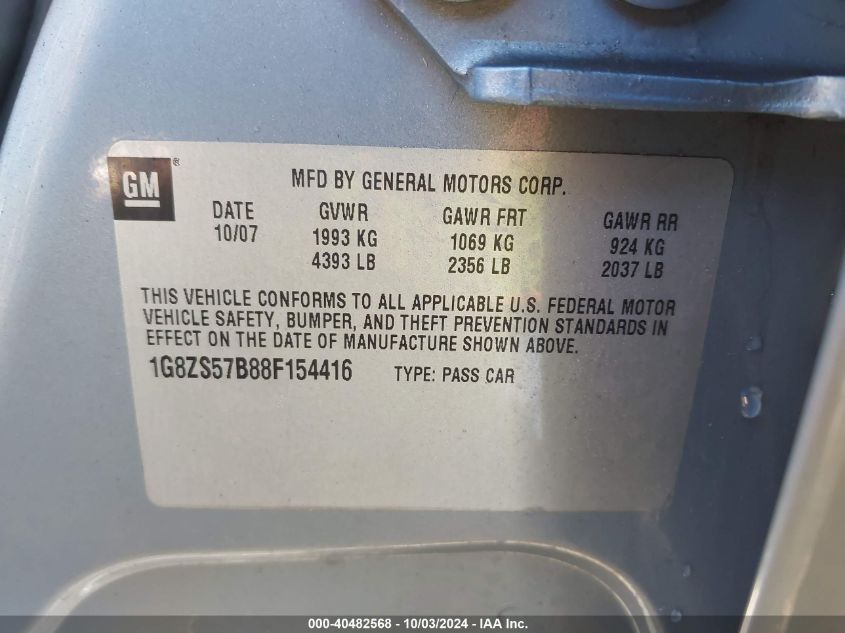 GM ®
MFD BY GENERAL MOTORS CORP.
DATE GVWR GAWR FRT GAWR RR
10/07 1993 KG 1069 KG 924 KG
4393 LB 2356 LB 2037 LB
THIS VEHICLE CONFORMS TO ALL APPLICABLE U.S. FEDERAL MOTOR
VEHICLE SAFETY, BUMPER, AND THEFT PREVENTION STANDARDS IN
EFFECT ON THE DATE OF MANUFACTURE SHOWN ABOVE.
1G8ZS57B88F154416 TYPE: PASS CAR
000-40482568 - 10/03/2024 - IAAI.com